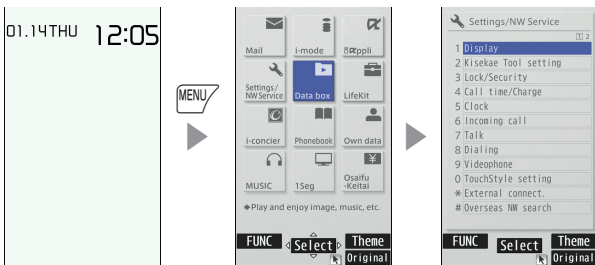 01.14THU 12:05
MENU
Mail
i-mode
iαppli
Settings/
NW Service
Data box
LifeKit
i-concier
Phonebook
Own data
MUSIC
1Seg
Osaifu
-Keitai
◆Play and enjoy image, music, etc.
FUNC
Select
Theme
Original
Settings/NW Service
1 2
1 Display
2 Kisekae Tool setting
3 Lock/Security
4 Call time/Charge
5 Clock
6 Incoming call
7 Talk
8 Dialing
9 Videophone
0 TouchStyle setting
* External connect.
# Overseas NW search
FUNC
Select
Theme
Original